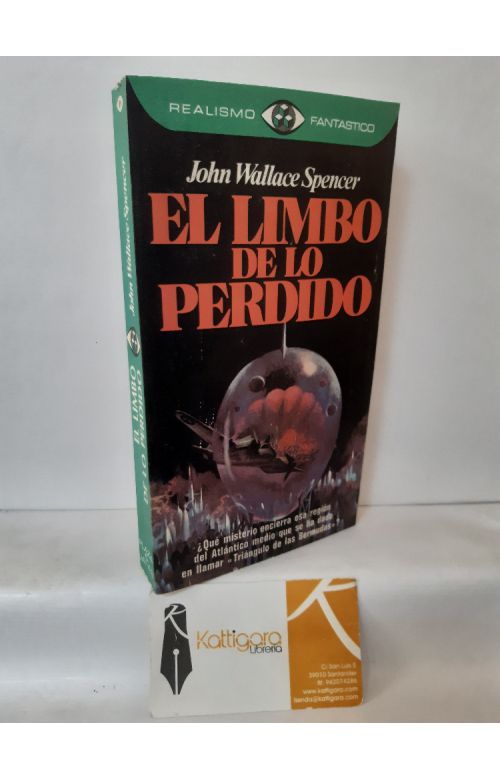 REALISMO FANTASTICO
John Wallace Spencer
EL LIMBO
DE LO
PERDIDO
¿Qué misterio encierra esa región
del Atlántico medio que se ha dado
en llamar «Triángulo de las Bermudas»
John Wallace Spencer
EL LIMBO
DE LO PERDIDO
Kattigara
Librería
C/ San Luis 5
39010 Santander
www.kattigara.com
tienda@kattigara.com